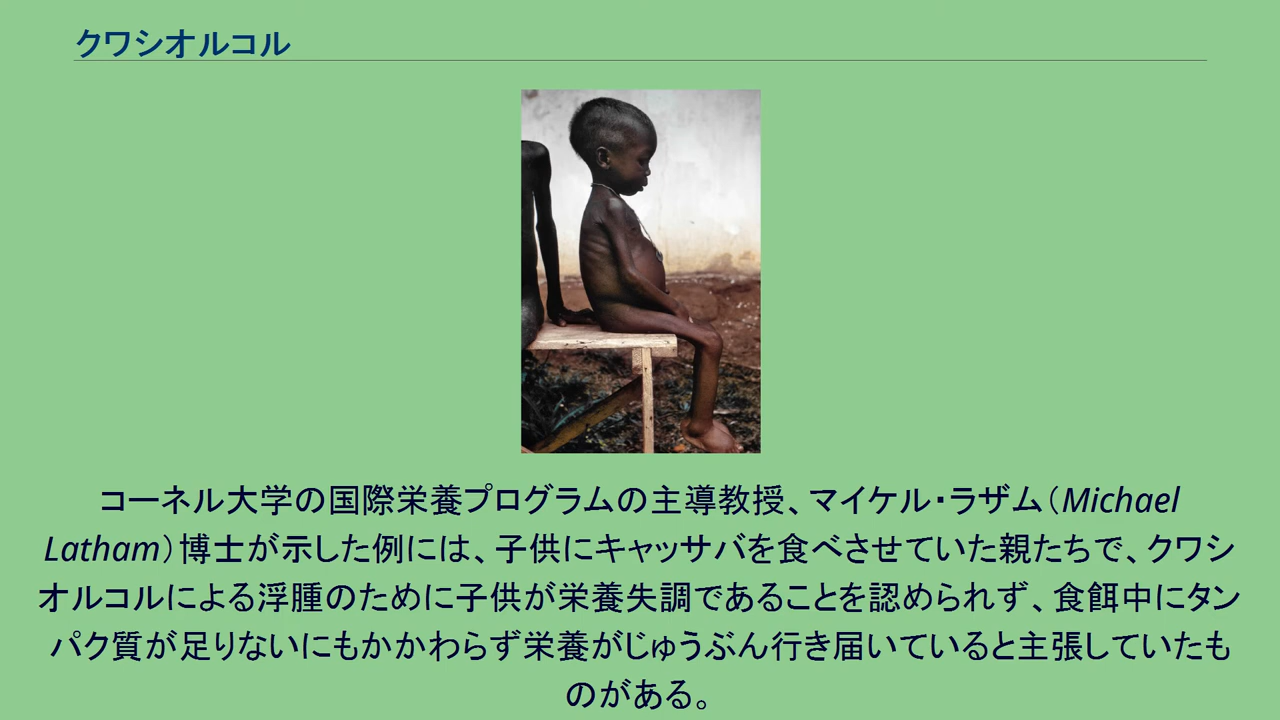 クワシオルコル
コーネル大学の国際栄養プログラムの主導教授、マイケル・ラザム（Michael
Latham）博士が示した例には、子供にキャッサバを食べさせていた親たちで、クワシ
オルコルによる浮腫のために子供が栄養失調であることを認められず、食餌中にタン
パク質が足りないにもかかわらず栄養がじゅうぶん行き届いていると主張していたも
のがある。